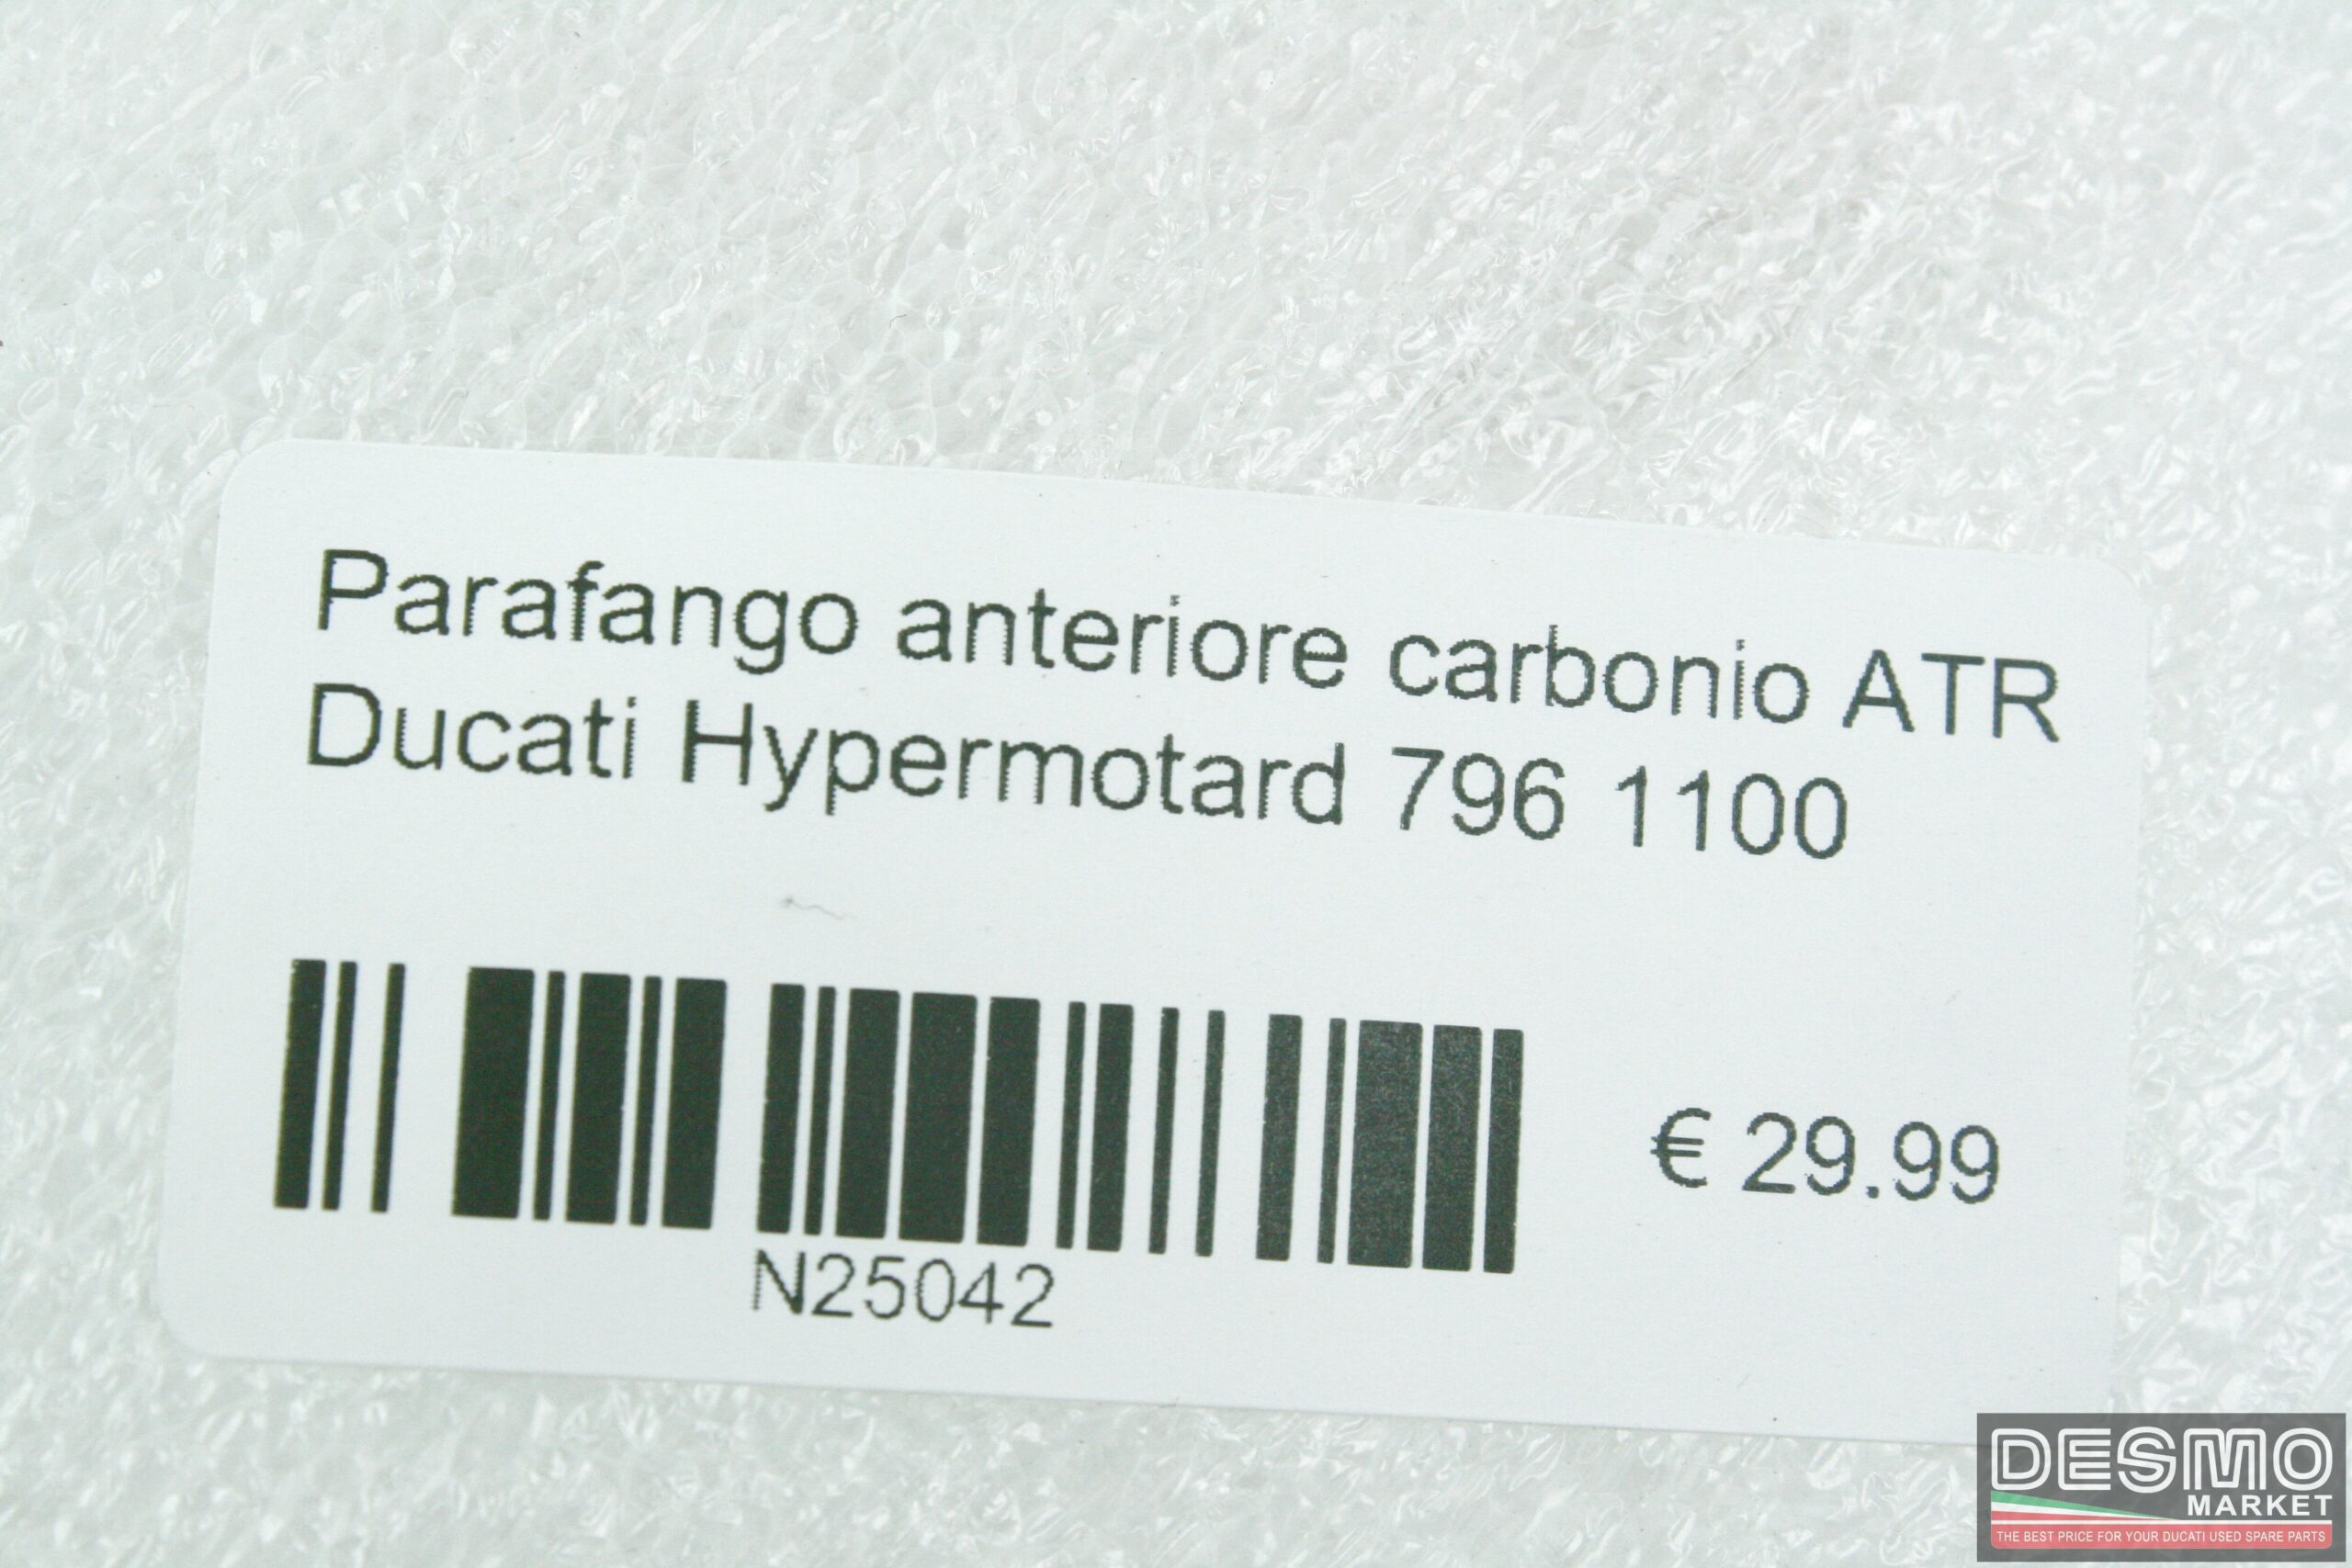 Parafango anteriore carbonio ATR
Ducati Hypermotard 796 1100
€ 29.99
N25042
DESMO
MARKET
THE BEST PRICE FOR YOUR DUCATI USED SPARE PARTS